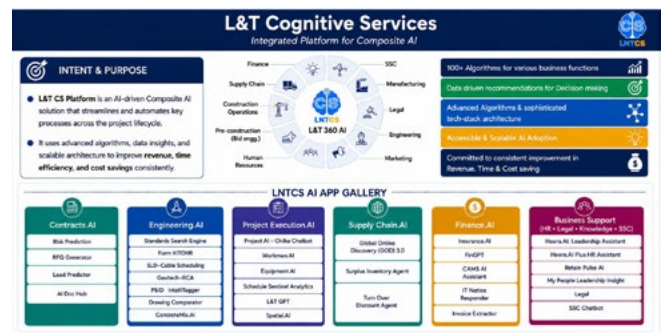 L&T Cognitive Services
Integrated Platform for Composite AI
CS
LNTCS
INTENT & PURPOSE
L&T CS Platform is an AI-driven Composite AI
solution that streamlines and automates key
processes across the project lifecycle.
It uses advanced algorithms, data insights, and
scalable architecture to improve revenue, time
efficiency, and cost savings consistently.
Finance
Supply Chain
Construction
Operations
Pre-construction
(Bid engg.)
Human
Resources
SSC
Manufacturing
Legal
Engineering
Marketing
LNTCS
L&T 360 AI
100+ Algorithms for various business functions
Data driven recommendations for Decision making
Advanced Algorithms & sophisticated
tech-stack architecture
Accessible & Scalable AI Adoption
Committed to consistent improvement in
Revenue, Time & Cost saving
LNTCS AI APP GALLERY
Contracts.AI
Risk Prediction
RFQ Generator
Lead Predictor
AI Doc Hub
Engineering.AI
Standards Search Engine
Form
SLD-Cable Scheduling
Geotech-RCA
P&ID IntelliTagger
Drawing Comparator
ConcreteMix.AI
Project Execution.AI
Project AI - Chika Chatbot
Workmen.AI
Equipment.AI
Schedule Sentinel Analytics
L&T GPT
Spatial.AI
Supply Chain.AI
Global Online
Discovery (GOD) 3.0
Surplus Inventory Agent
Turn Over
Discount Agent
Finance.AI
Insurance.AI
FinGPT
CAMS AI
Assistant
IT Notice
Responder
Invoice Extractor
Business Support
(HR • Legal • Knowledge • SSC)
Heera.AI: Leadership Assistant
Heera.AI Plus HR Assistant
Retain Pulse AI
My People Leadership Insight
Legal
SSC Chatbot